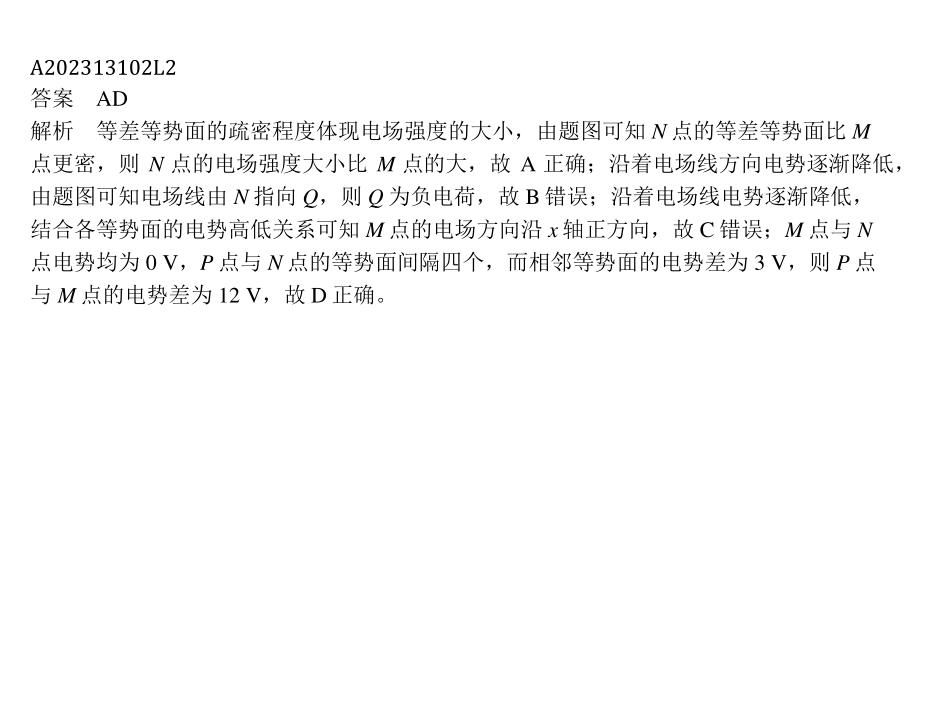 A202313102L2
答案 AD
解析 等差等势面的疏密程度体现电场强度的大小，由题图可知 N 点的等差等势面比 M
点更密，则 N 点的电场强度大小比 M 点的大，故 A 正确；沿着电场线方向电势逐渐降低，
由题图可知电场线由 N 指向 Q，则 Q 为负电荷，故 B 错误；沿着电场线电势逐渐降低，
结合各等势面的电势高低关系可知 M 点的电场方向沿 x 轴正方向，故 C 错误；M 点与 N
点电势均为 0 V，P 点与 N 点的等势面间隔四个，而相邻等势面的电势差为 3 V，则 P 点
与 M 点的电势差为 12 V，故 D 正确。